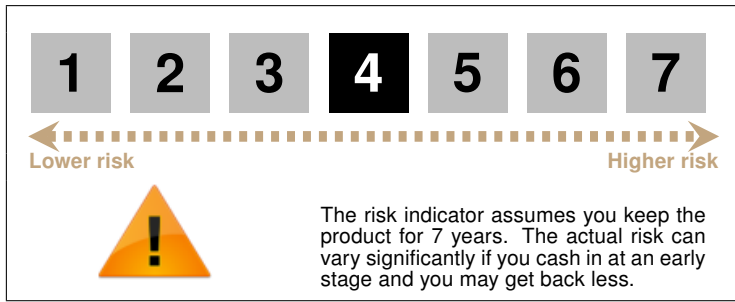 1 2 3 4 5 6 7
Lower risk Higher risk
!
The risk indicator assumes you keep the
product for 7 years. The actual risk can
vary significantly if you cash in at an early
stage and you may get back less.